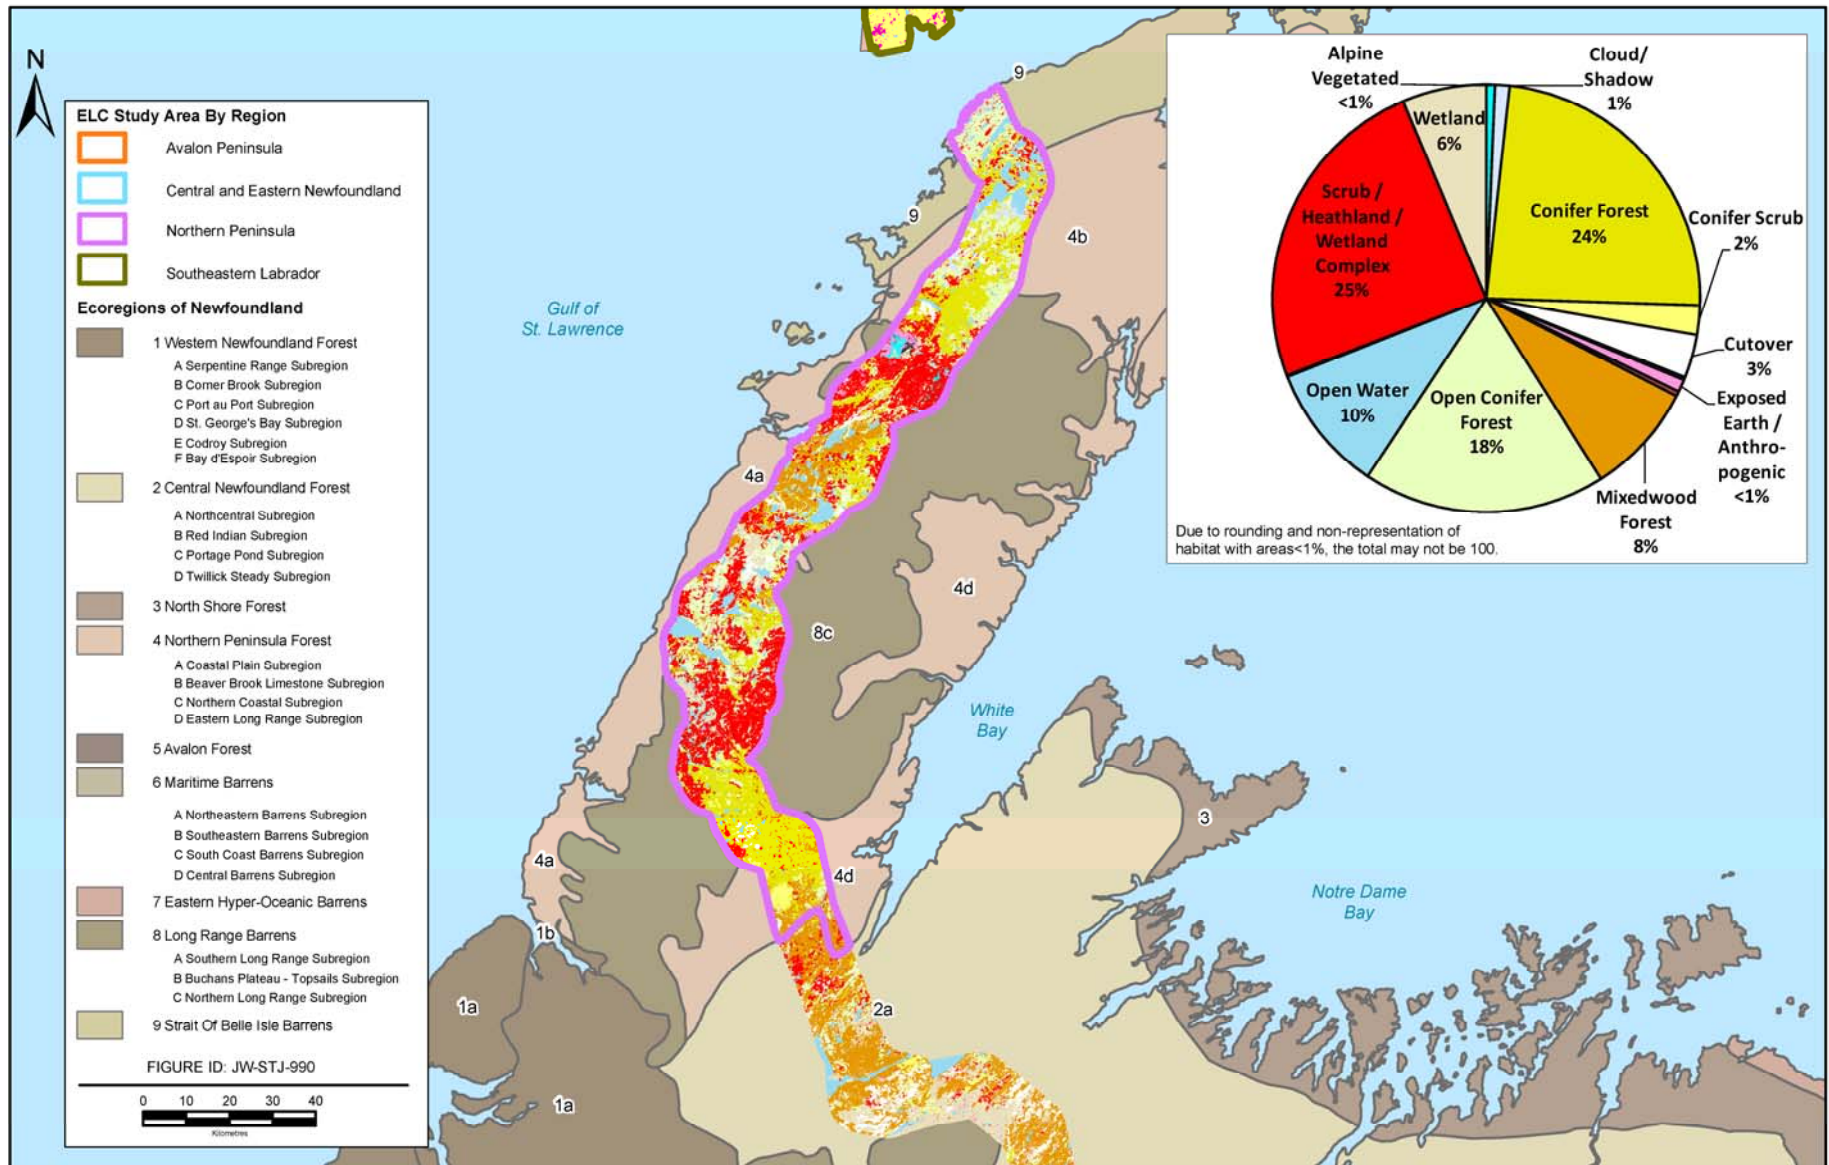 N
ELC Study Area By Region
Avalon Peninsula
Central and Eastern Newfoundland
Northern Peninsula
Southeastern Labrador
Ecoregions of Newfoundland
1 Western Newfoundland Forest
A Serpentine Range Subregion
B Corner Brook Subregion
C Port au Port Subregion
D St. George's Bay Subregion
E Codroy Subregion
F Bay d'Espoir Subregion
2 Central Newfoundland Forest
A Northcentral Subregion
B Red Indian Subregion
C Portage Pond Subregion
D Twillick Steady Subregion
3 North Shore Forest
4 Northern Peninsula Forest
A Coastal Plain Subregion
B Beaver Brook Limestone Subregion
C Northern Coastal Subregion
D Eastern Long Range Subregion
5 Avalon Forest
6 Maritime Barrens
A Northeastern Barrens Subregion
B Southeastern Barrens Subregion
C South Coast Barrens Subregion
D Central Barrens Subregion
7 Eastern Hyper-Oceanic Barrens
8 Long Range Barrens
A Southern Long Range Subregion
B Buchans Plateau - Topsails Subregion
C Northern Long Range Subregion
9 Strait Of Belle Isle Barrens
FIGURE ID: JW-STJ-990
0 10 20 30 40
Kilometres
9
9
4b
Gulf of
St. Lawrence
4a
4d
8c
White
Bay
3
4a
4d
Notre Dame
Bay
1b
1a
2a
1a
Alpine
Vegetated
<1%
Cloud/
Shadow
1%
Wetland
6%
Conifer Forest
24%
Conifer Scrub
2%
Scrub /
Heathland /
Wetland
Complex
25%
Cutover
3%
Open Water
10%
Open Conifer
Forest
18%
Exposed
Earth /
Anthro-
pogenic
<1%
Mixedwood
Forest
8%
Due to rounding and non-representation of
habitat with areas<1%, the total may not be 100.